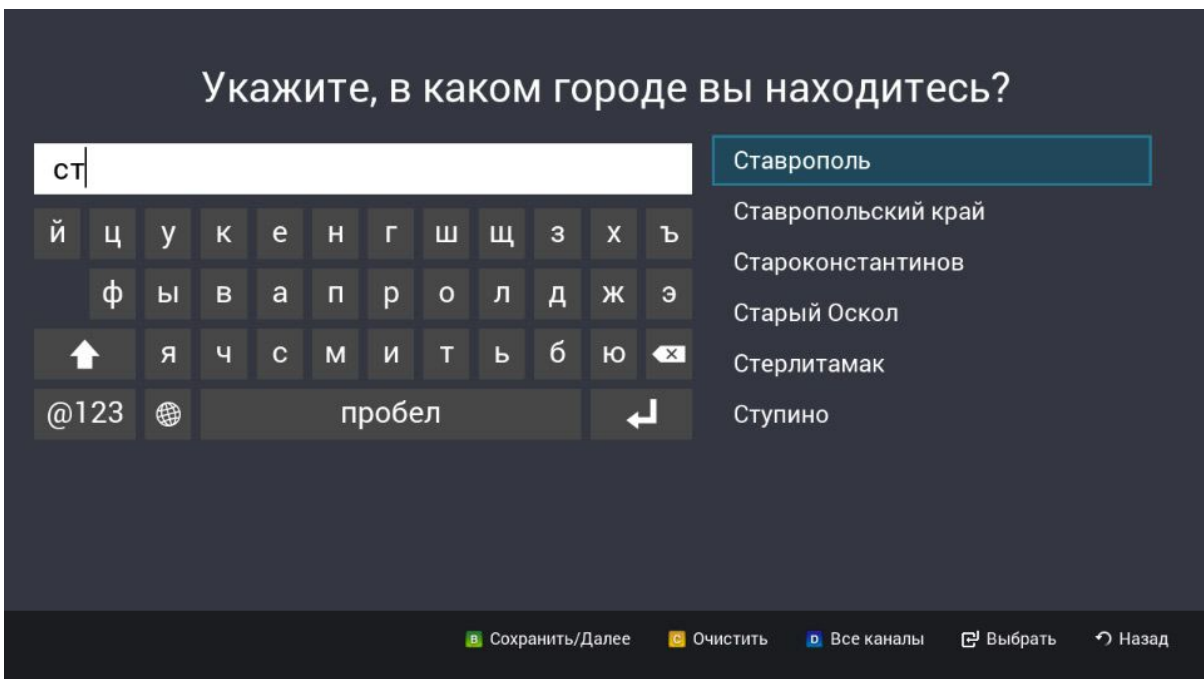 Укажите, в каком городе вы находитесь?
ст
й ц у к е н г ш щ з х ъ
ф ы в а п р о л д ж э
я ч с м и т ь б ю
@123 пробел
Ставрополь
Ставропольский край
Староконстантинов
Старый Оскол
Стерлитамак
Ступино
B Сохранить/Далее C Очистить D Все каналы Выбрать Назад